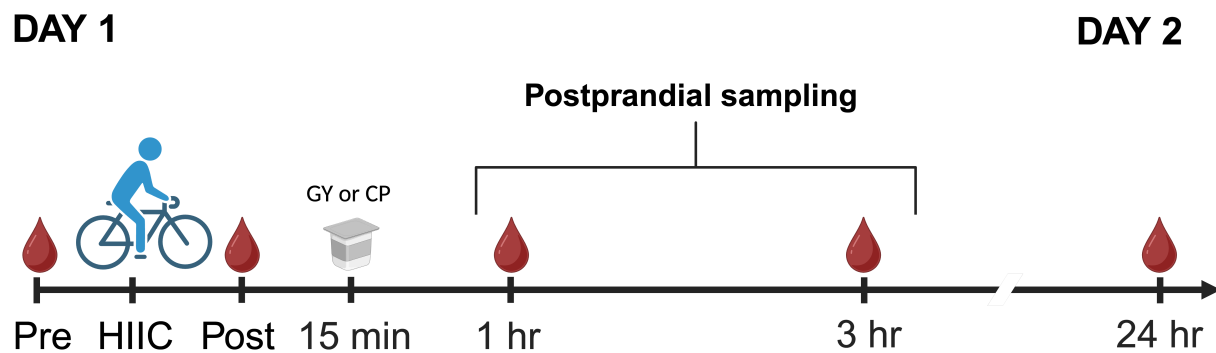 DAY 1
DAY 2
Postprandial sampling
GY or CP
Pre HIIC Post 15 min 1 hr 3 hr 24 hr